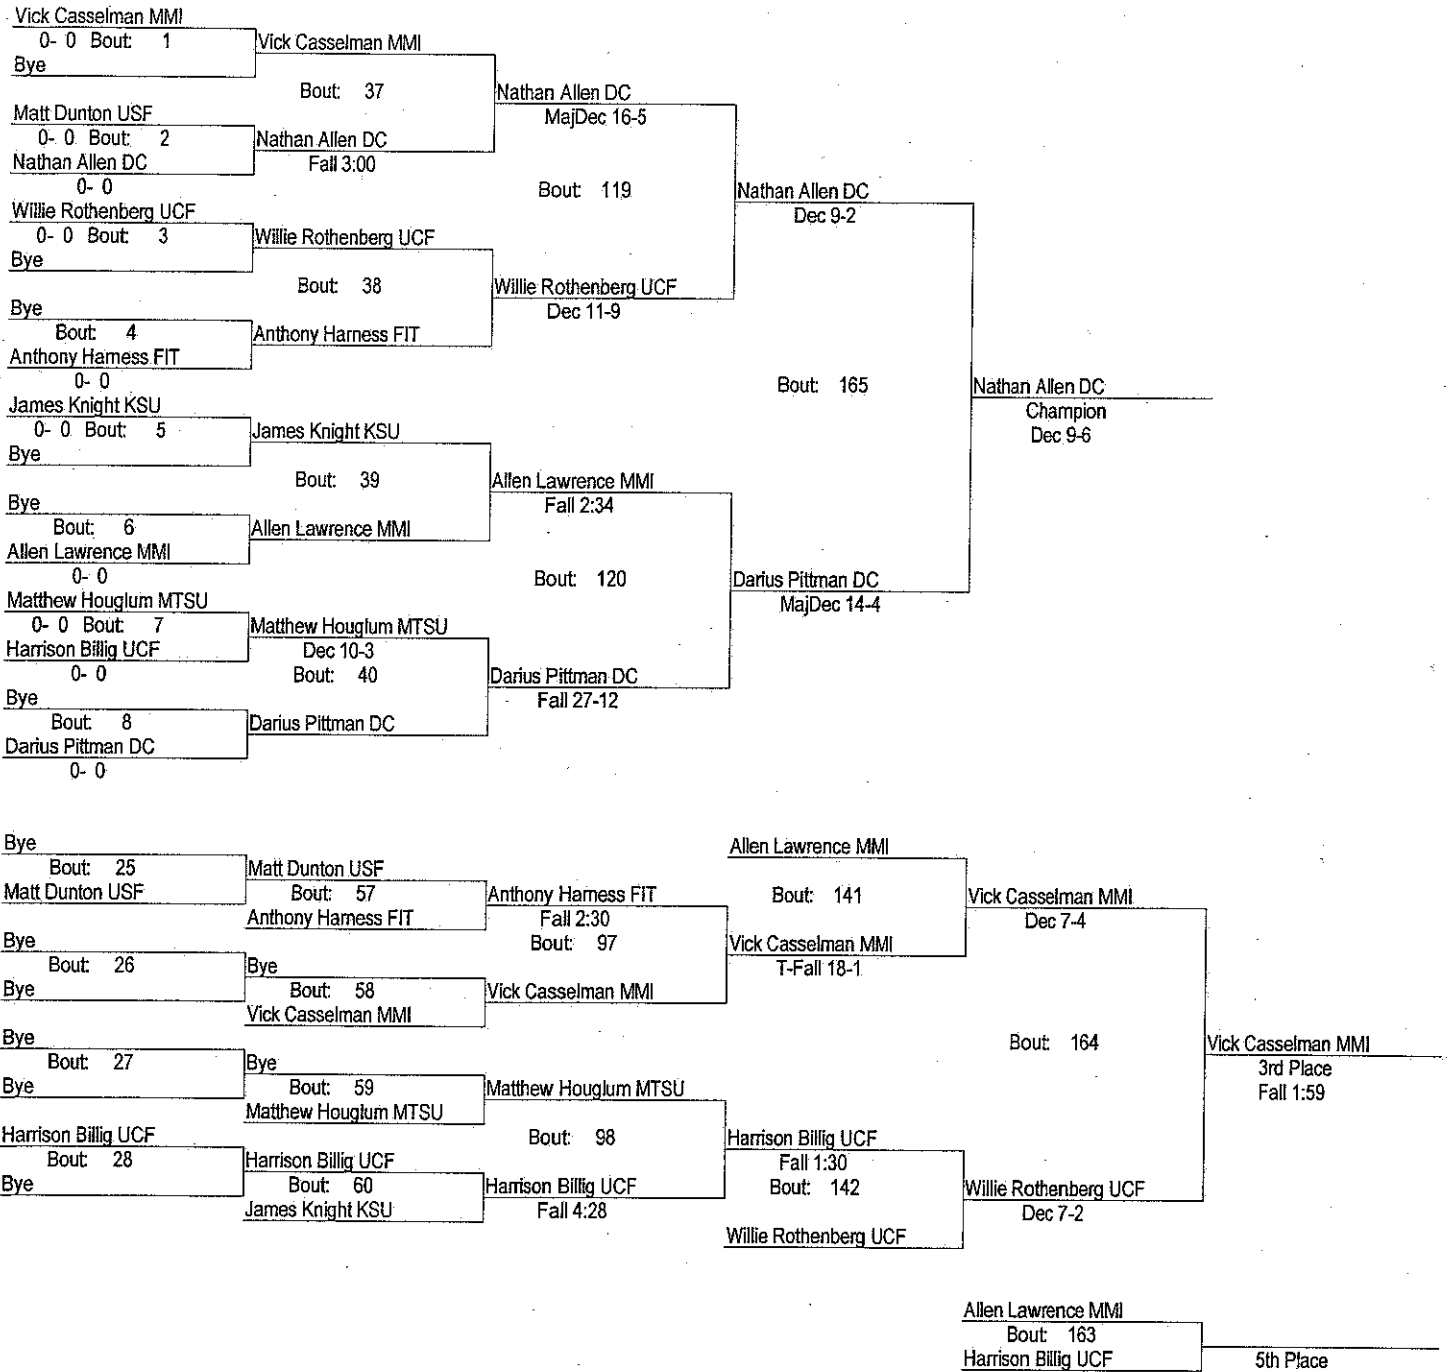 Vick Casselman MMI
0- 0 Bout: 1
Bye
Vick Casselman MMI
Bout: 37
Matt Dunton USF
0- 0 Bout: 2
Nathan Allen DC
0- 0
Nathan Allen DC
Fall 3:00
Nathan Allen DC
MajDec 16-5
Bout: 119
Willie Rothenberg UCF
0- 0 Bout: 3
Bye
Willie Rothenberg UCF
Bout: 38
Bye
Bout: 4
Anthony Harness FIT
0- 0
Anthony Harness FIT
Willie Rothenberg UCF
Dec 11-9
Nathan Allen DC
Dec 9-2
Bout: 165
James Knight KSU
0- 0 Bout: 5
Bye
James Knight KSU
Bout: 39
Bye
Bout: 6
Allen Lawrence MMI
0- 0
Allen Lawrence MMI
Allen Lawrence MMI
Fall 2:34
Bout: 120
Matthew Houglum MTSU
0- 0 Bout: 7
Harrison Billig UCF
0- 0
Matthew Houglum MTSU
Dec 10-3
Bout: 40
Bye
Bout: 8
Darius Pittman DC
0- 0
Darius Pittman DC
Darius Pittman DC
Fall 27-12
Darius Pittman DC
MajDec 14-4
Nathan Allen DC
Champion
Dec 9-6
Bye
Bout: 25
Matt Dunton USF
Matt Dunton USF
Bout: 57
Anthony Harness FIT
Anthony Harness FIT
Fall 2:30
Bout: 97
Bye
Bout: 26
Bye
Bye
Bout: 58
Vick Casselman MMI
Vick Casselman MMI
Allen Lawrence MMI
Bout: 141
Vick Casselman MMI
T-Fall 18-1
Vick Casselman MMI
Dec 7-4
Bout: 164
Bye
Bout: 27
Bye
Bye
Bout: 59
Matthew Houglum MTSU
Matthew Houglum MTSU
Bout: 98
Harrison Billig UCF
Bout: 28
Bye
Harrison Billig UCF
Bout: 60
James Knight KSU
Harrison Billig UCF
Fall 4:28
Harrison Billig UCF
Fall 1:30
Bout: 142
Willie Rothenberg UCF
Willie Rothenberg UCF
Dec 7-2
Vick Casselman MMI
3rd Place
Fall 1:59
Allen Lawrence MMI
Bout: 163
Harrison Billig UCF
5th Place